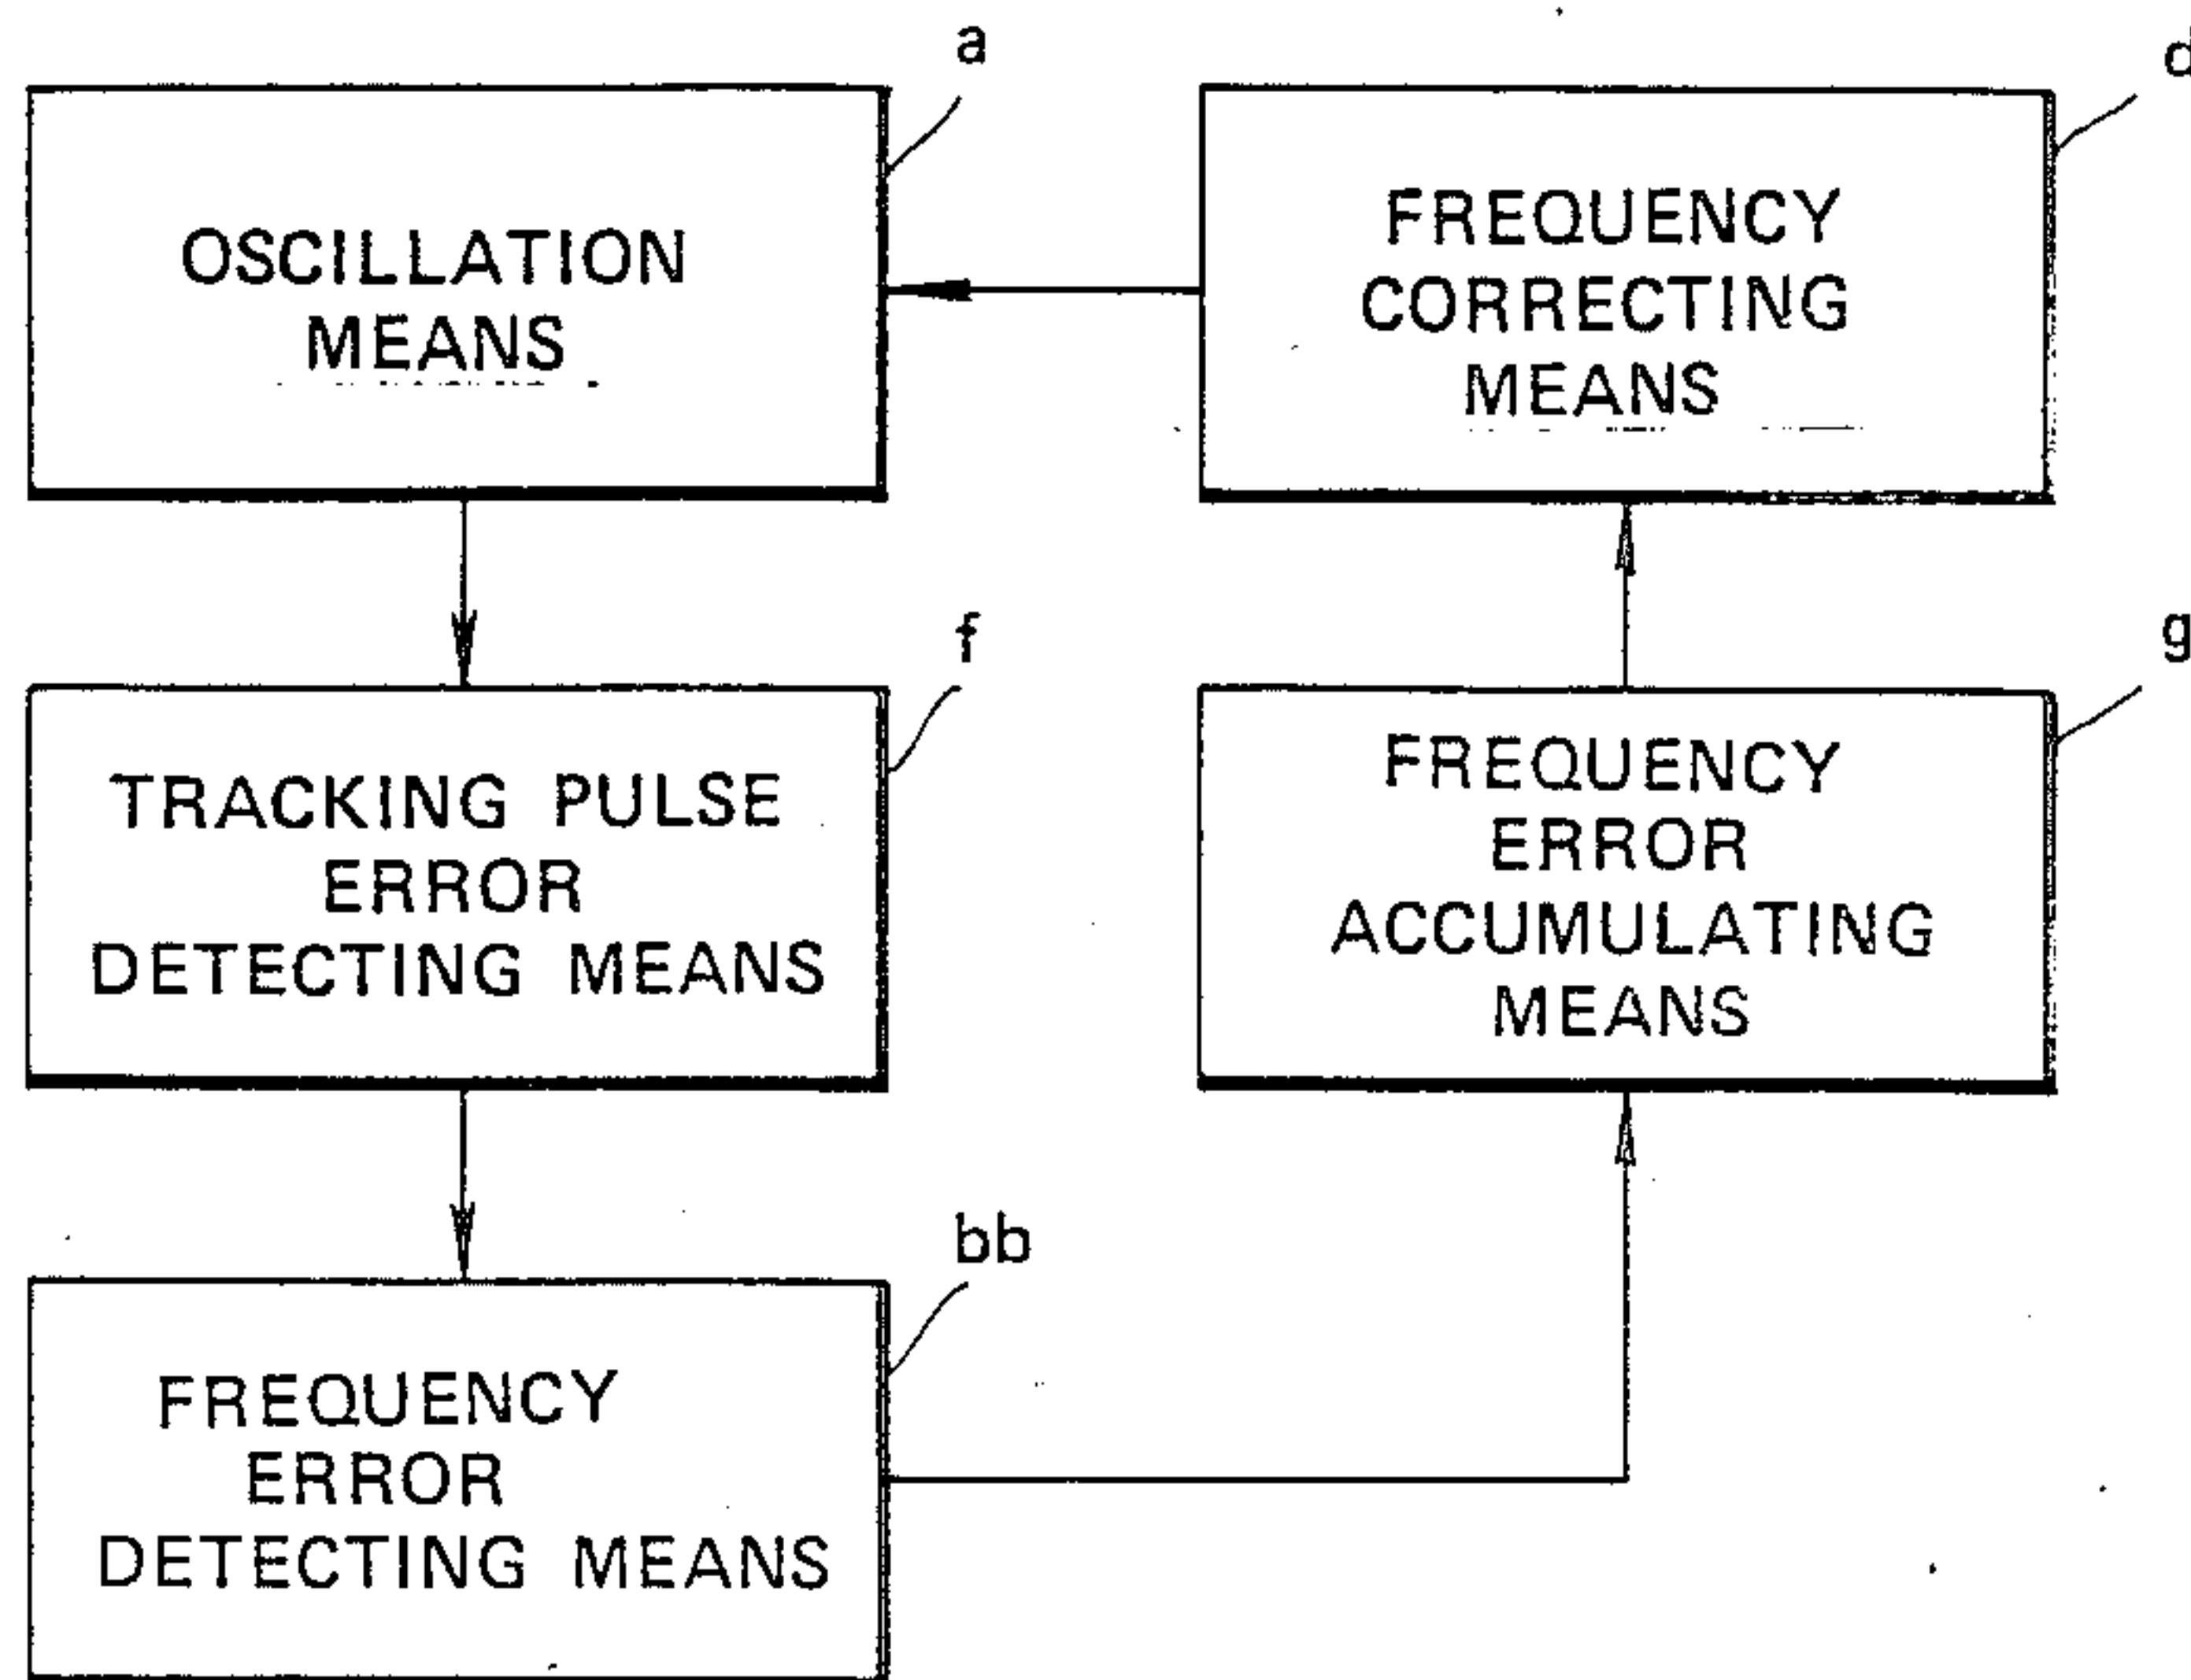 a
OSCILLATION
MEANS
d
FREQUENCY
CORRECTING
MEANS
f
TRACKING PULSE
ERROR
DETECTING MEANS
g
FREQUENCY
ERROR
ACCUMULATING
MEANS
bb
FREQUENCY
ERROR
DETECTING MEANS